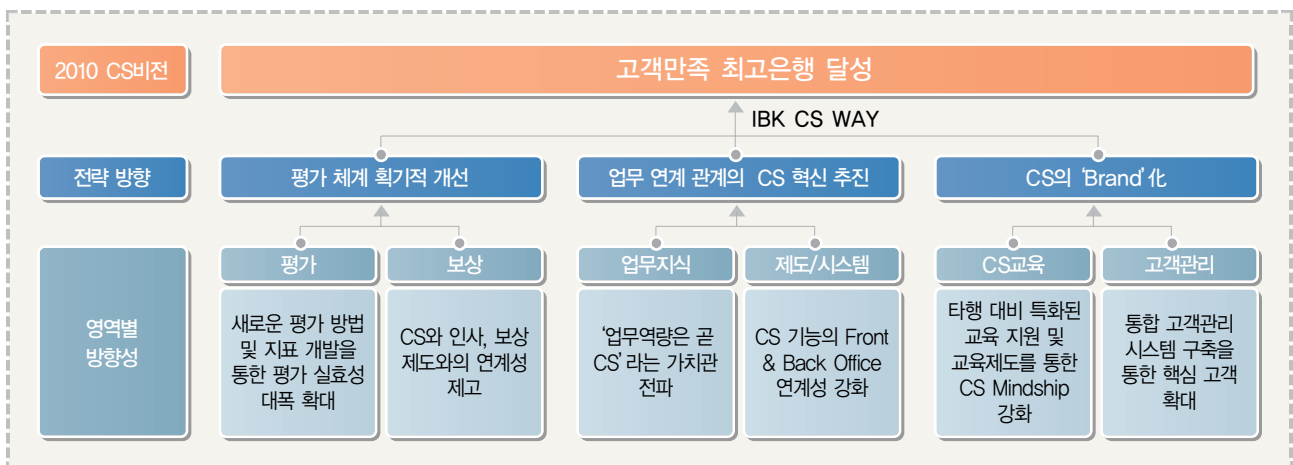 2010 CS비전
고객만족 최고은행 달성
IBK CS WAY
전략 방향
평가 체계 획기적 개선
업무 연계 관계의 CS 혁신 추진
CS의 ‘Brand’化
영역별
방향성
평가
새로운 평가 방법
및 지표 개발을
통한 평가 실효성
대폭 확대
보상
CS와 인사, 보상
제도와의 연계성
제고
업무지식
‘업무역량은 곧
CS’라는 가치관
전파
제도/시스템
CS 기능의 Front
& Back Office
연계성 강화
CS교육
타행 대비 특화된
교육 지원 및
교육제도를 통한
CS Mindship
강화
고객관리
통합 고객관리
시스템 구축을
통한 핵심 고객
확대